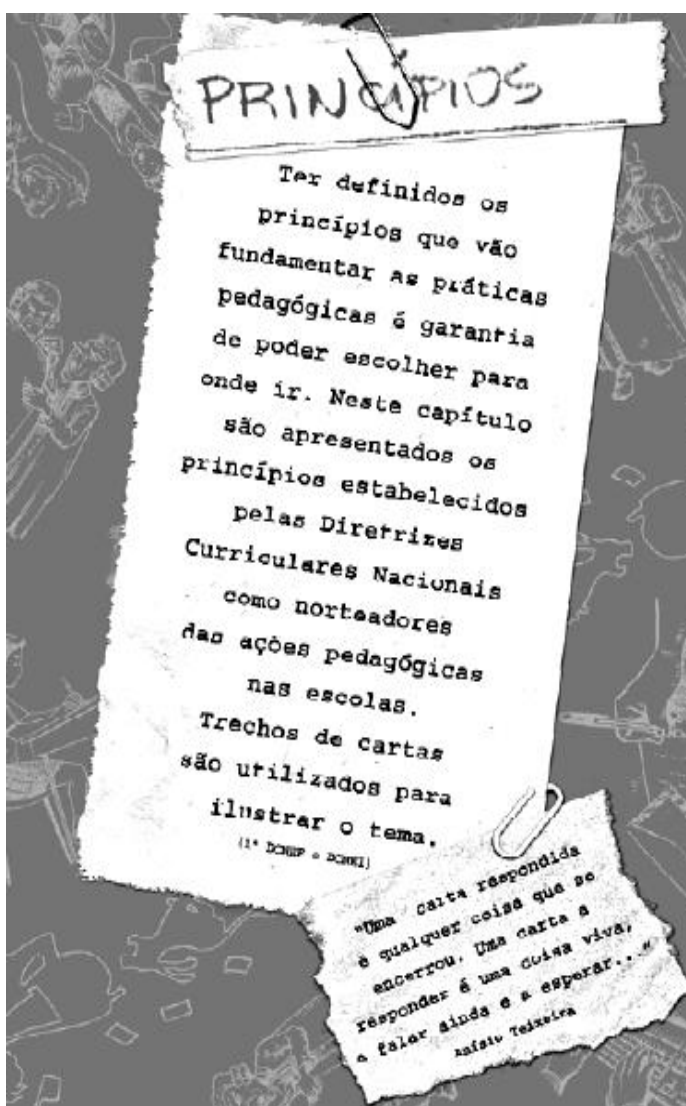 PRINCÍPIOS
Ter definidos os
princípios que vão
fundamentar as práticas
pedagógicas é garantia
de poder escolher para
onde ir. Neste capítulo
são apresentados os
princípios estabelecidos
pelas Diretrizes
Curriculares Nacionais
como norteadores
das ações pedagógicas
nas escolas.
Trechos de cartas
são utilizados para
ilustrar o tema.
(1ª DCNEF e DCNEI)
"Uma carta respondida
é qualquer coisa que se
encerrou. Uma carta a
responder é uma coisa viva,
a falar ainda e a esperar..."
Anísio Teixeira